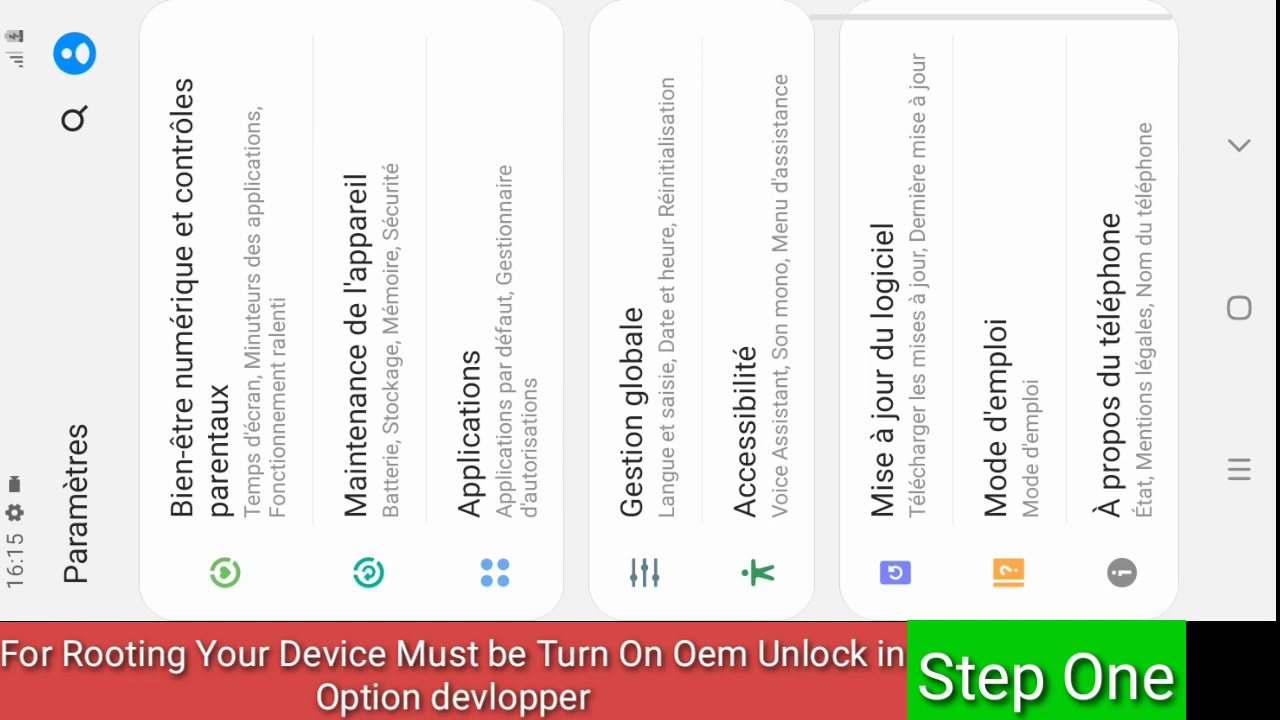 16:15
Paramètres
Bien-être numérique et contrôles
parentaux
Temps d'écran, Minuteurs des applications,
Fonctionnement ralenti
Maintenance de l'appareil
Batterie, Stockage, Mémoire, Sécurité
Applications
Applications par défaut, Gestionnaire
d'autorisations
Gestion globale
Langue et saisie, Date et heure, Réinitialisation
Accessibilité
Voice Assistant, Son mono, Menu d'assistance
Mise à jour du logiciel
Télécharger les mises à jour, Dernière mise à jour
Mode d'emploi
Mode d'emploi
À propos du téléphone
État, Mentions légales, Nom du téléphone
For Rooting Your Device Must be Turn On Oem Unlock in
Option devlopper
Step One